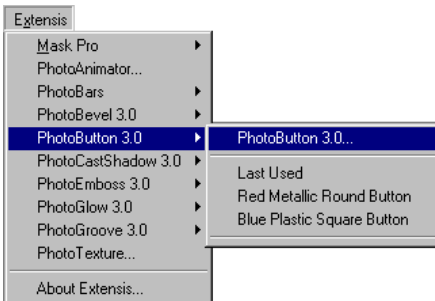 Extensis
Mask Pro
PhotoAnimator...
PhotoBars
PhotoBevel 3.0
PhotoButton 3.0
PhotoCastShadow 3.0
PhotoEmboss 3.0
PhotoGlow 3.0
PhotoGroove 3.0
PhotoTexture...
About Extensis...
PhotoButton 3.0...
Last Used
Red Metallic Round Button
Blue Plastic Square Button